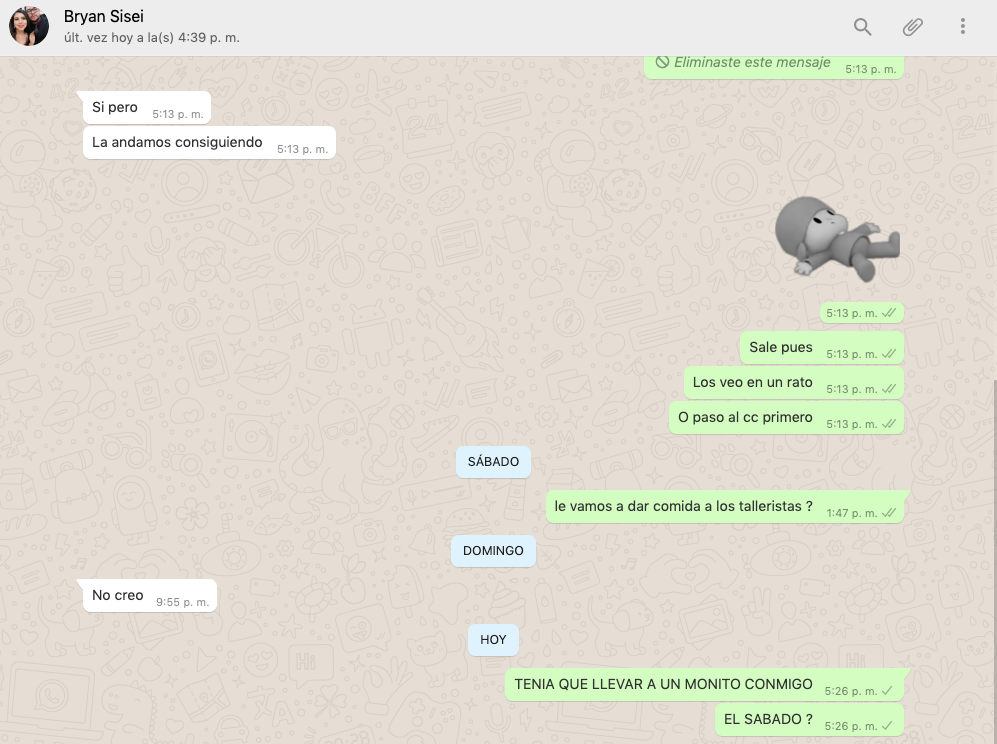 Bryan Sisei
últ. vez hoy a la(s) 4:39 p. m.
Eliminaste este mensaje 5:13 p. m.
Si pero 5:13 p. m.
La andamos consiguiendo 5:13 p. m.
5:13 p. m.
Sale pues 5:13 p. m.
Los veo en un rato 5:13 p. m.
O paso al cc primero 5:13 p. m.
SÁBADO
le vamos a dar comida a los talleristas ? 1:47 p. m.
DOMINGO
No creo 9:55 p. m.
HOY
TENIA QUE LLEVAR A UN MONITO CONMIGO 5:26 p. m.
EL SABADO ? 5:26 p. m.